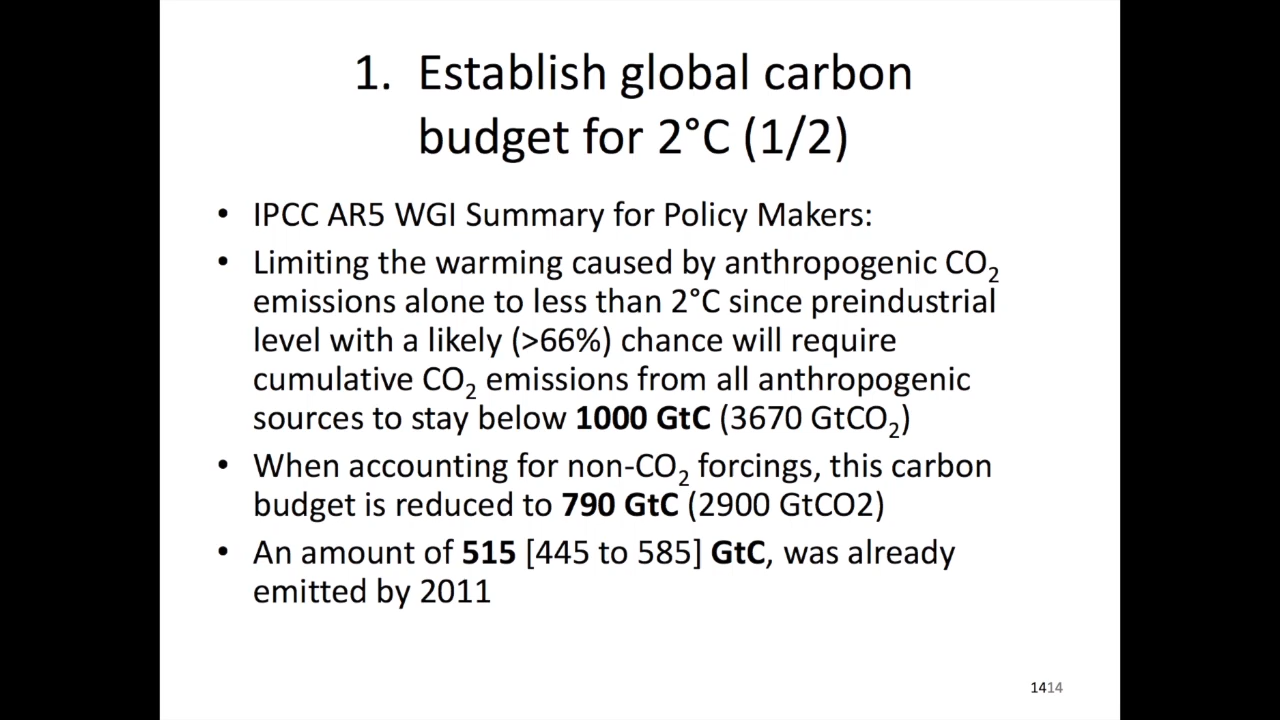 1. Establish global carbon
budget for 2°C (1/2)
• IPCC AR5 WGI Summary for Policy Makers:
• Limiting the warming caused by anthropogenic CO₂
emissions alone to less than 2°C since preindustrial
level with a likely (>66%) chance will require
cumulative CO₂ emissions from all anthropogenic
sources to stay below 1000 GtC (3670 GtCO₂)
• When accounting for non-CO₂ forcings, this carbon
budget is reduced to 790 GtC (2900 GtCO2)
• An amount of 515 [445 to 585] GtC, was already
emitted by 2011
1414